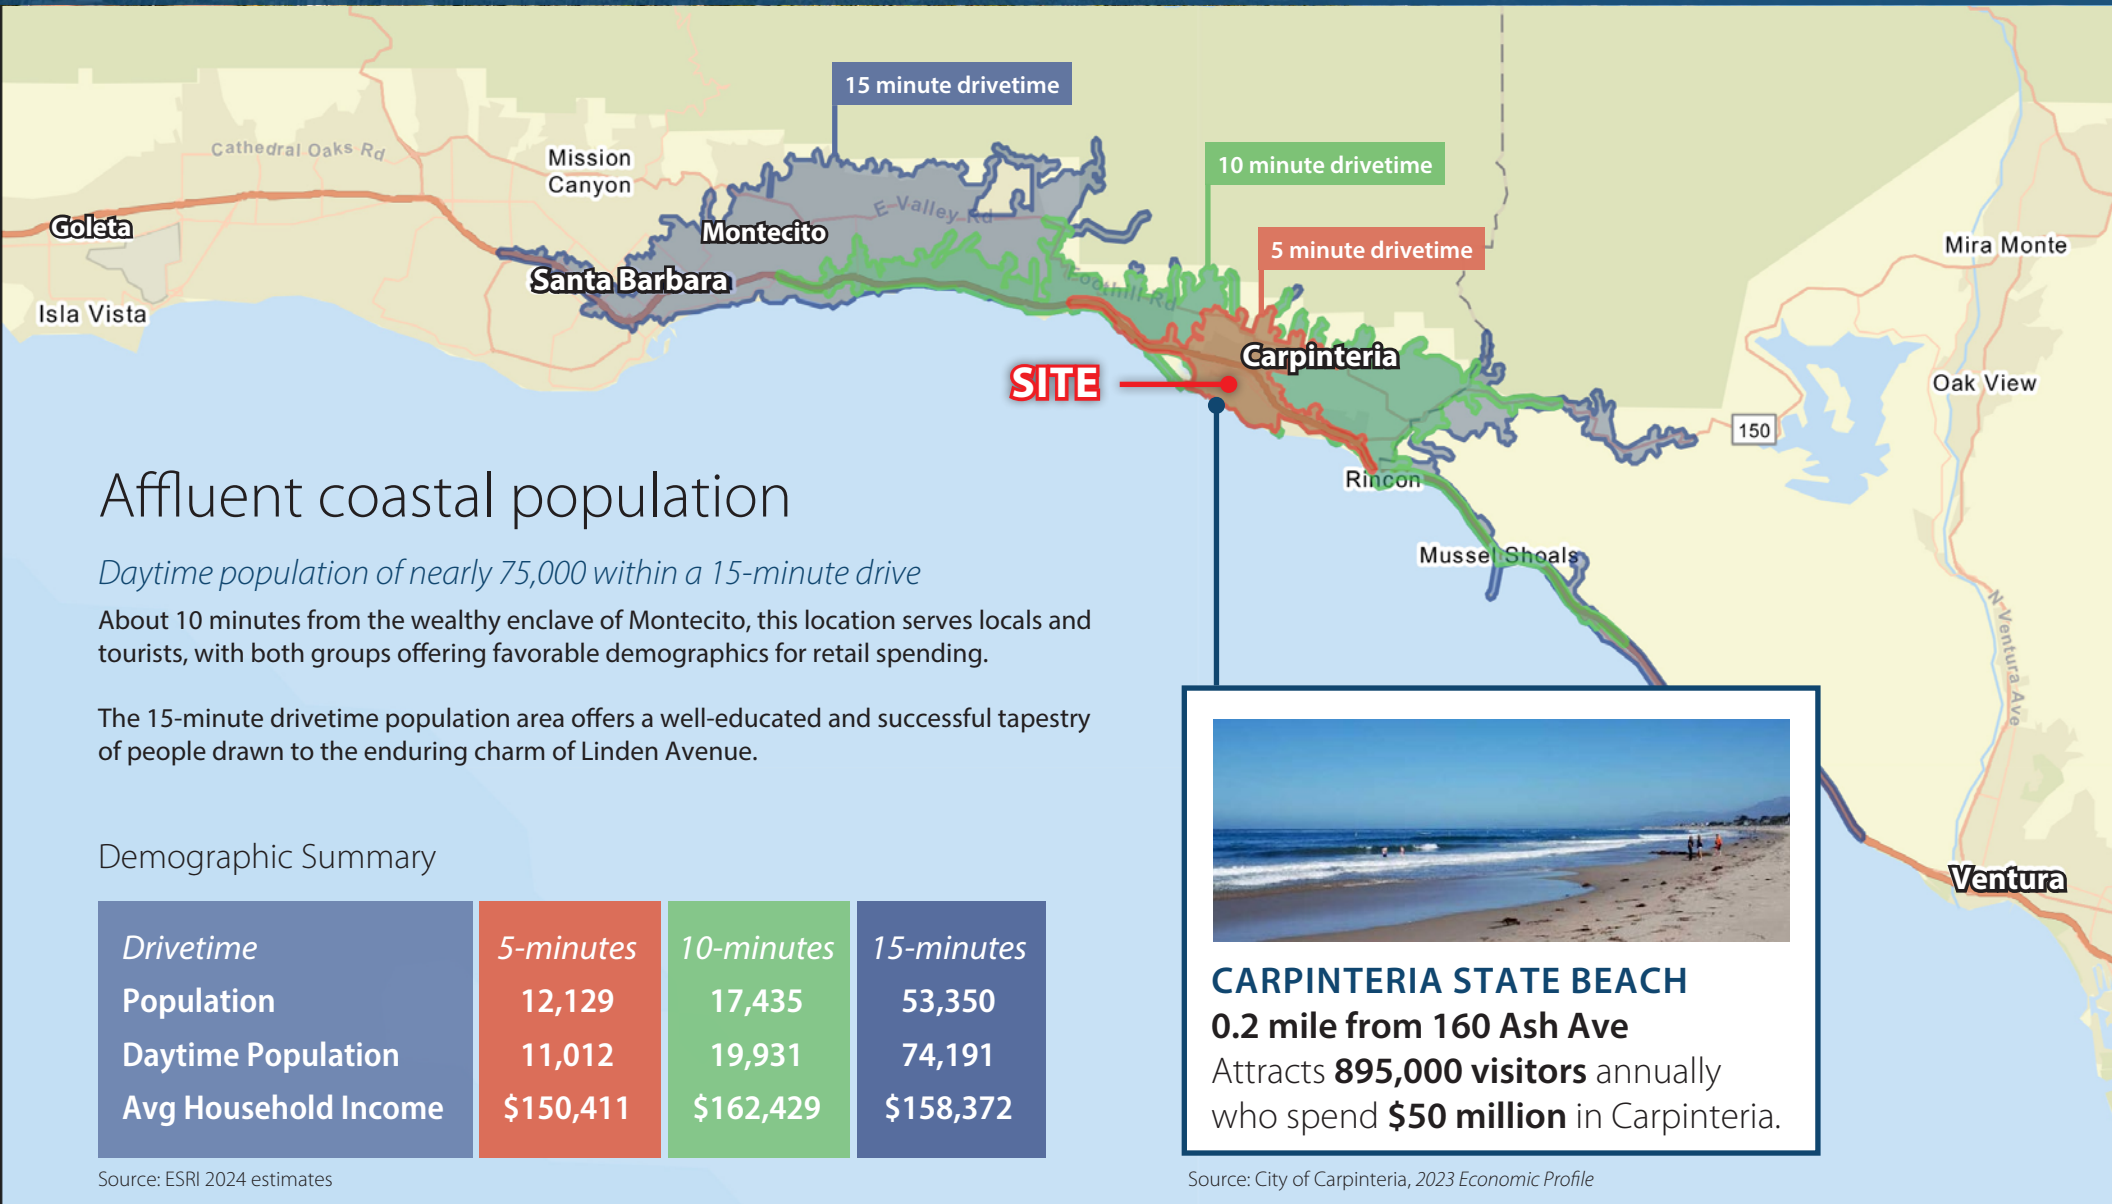 15 minute drivetime
10 minute drivetime
5 minute drivetime
Cathedral Oaks Rd
Mission
Canyon
Goleta
Isla Vista
Montecito
E Valley Rd
Santa Barbara
Foothill Rd
Carpinteria
SITE
Rincon
Mussel Shoals
150
Mira Monte
Oak View
N Ventura Ave
Ventura
Affluent coastal population
Daytime population of nearly 75,000 within a 15-minute drive
About 10 minutes from the wealthy enclave of Montecito, this location serves locals and
tourists, with both groups offering favorable demographics for retail spending.
The 15-minute drivetime population area offers a well-educated and successful tapestry
of people drawn to the enduring charm of Linden Avenue.
Demographic Summary
Drivetime 5-minutes 10-minutes 15-minutes
Population 12,129 17,435 53,350
Daytime Population 11,012 19,931 74,191
Avg Household Income $150,411 $162,429 $158,372
Source: ESRI 2024 estimates
CARPINTERIA STATE BEACH
0.2 mile from 160 Ash Ave
Attracts 895,000 visitors annually
who spend $50 million in Carpinteria.
Source: City of Carpinteria, 2023 Economic Profile